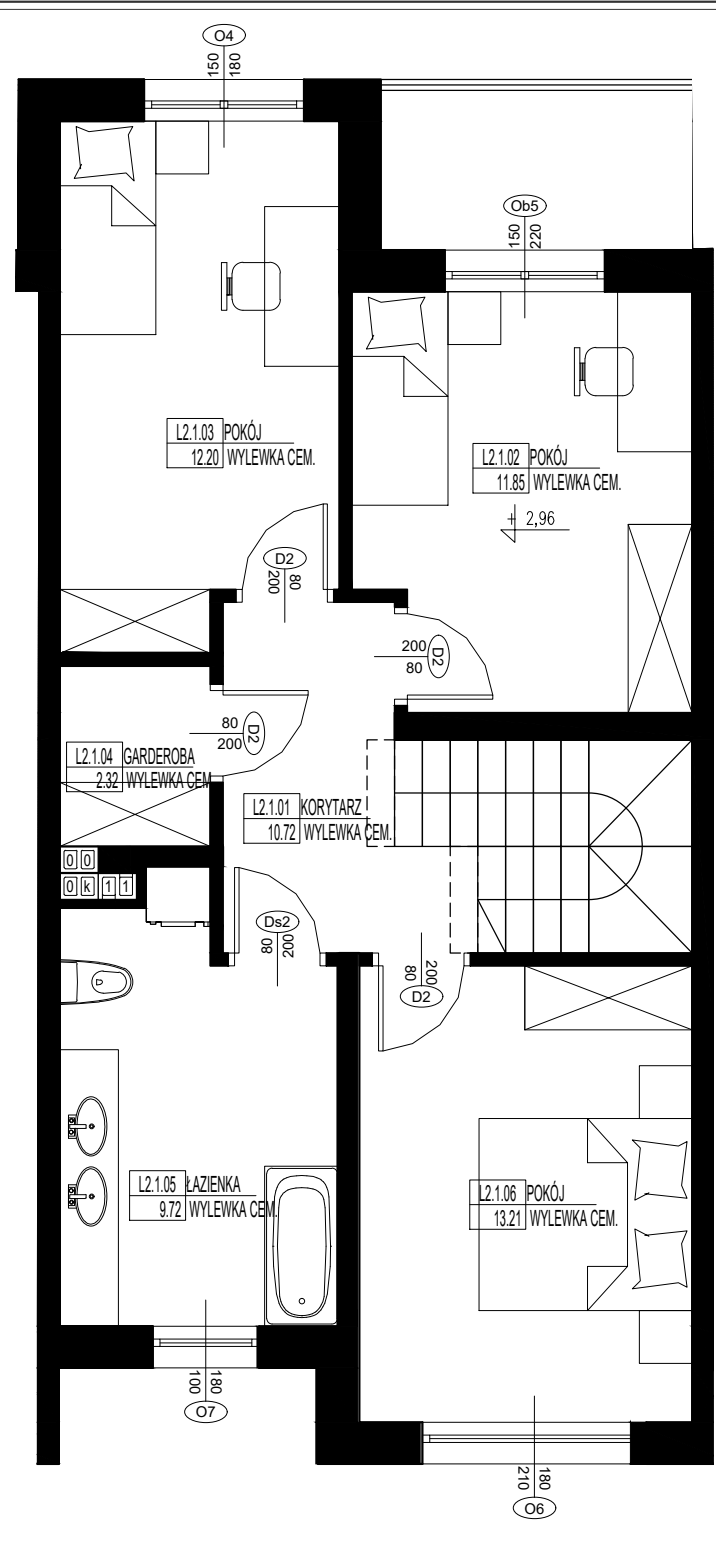 O4
150
180
Ob5
150
220
L2.1.03 POKÓJ
12.20 WYLEWKA CEM.
L2.1.02 POKÓJ
11.85 WYLEWKA CEM.
+ 2,96
D2
80
200
200
80
D2
80
200
D2
L2.1.04 GARDEROBA
2.32 WYLEWKA CEM
L2.1.01 KORYTARZ
10.72 WYLEWKA CEM.
0 0
0 k 1 1
Ds2
80
200
80
200
D2
D
L2.1.05 ŁAZIENKA
9.72 WYLEWKA CEM.
L2.1.06 POKÓJ
13.21 WYLEWKA CEM.
100
180
O7
210
180
O6